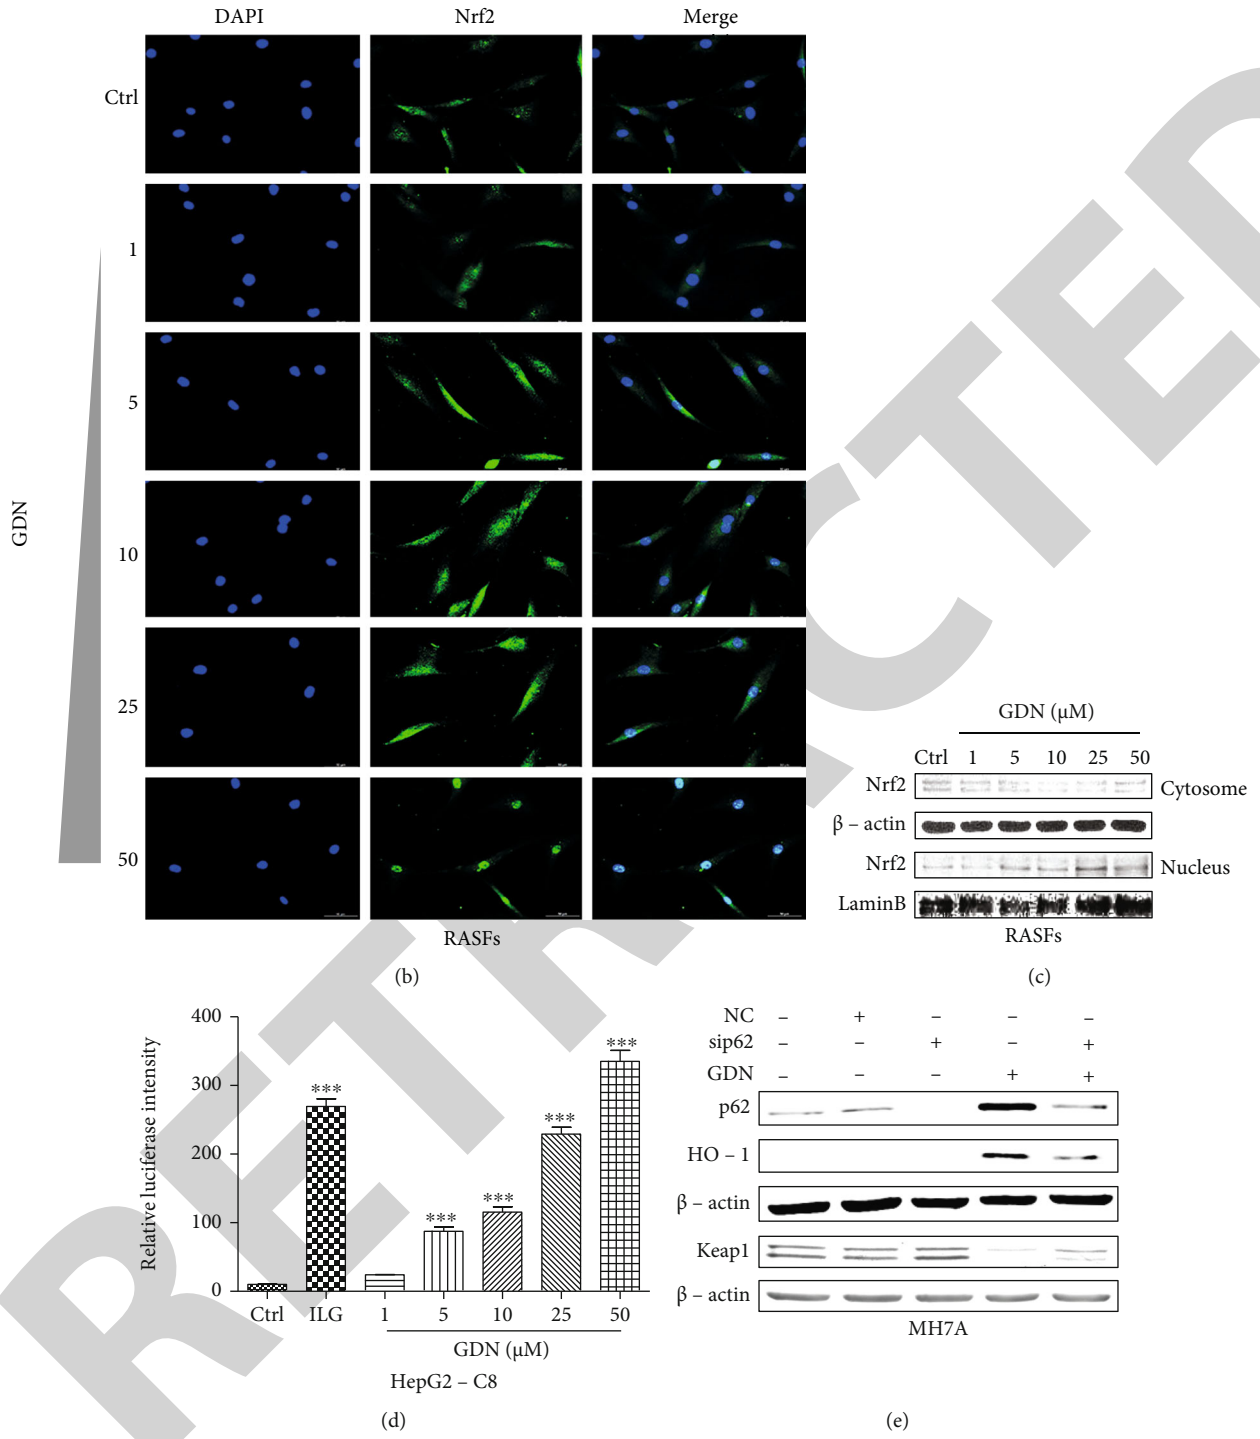 DAPI Nrf2 Merge
Ctrl
1
5
10
25
50
GDN
RASFs
(b)
GDN (μM)
Ctrl 1 5 10 25 50
Nrf2 Cytosome
β – actin
Nrf2 Nucleus
LaminB
RASFs
(c)
Relative luciferase intensity
400
300
200
100
0
*** *** *** *** ***
Ctrl ILG 1 5 10 25 50
GDN (μM)
HepG2 – C8
(d)
NC – + – – –
sip62 – – + – +
GDN – – – + +
p62
HO – 1
β – actin
Keap1
β – actin
MH7A
(e)
RETRACTED